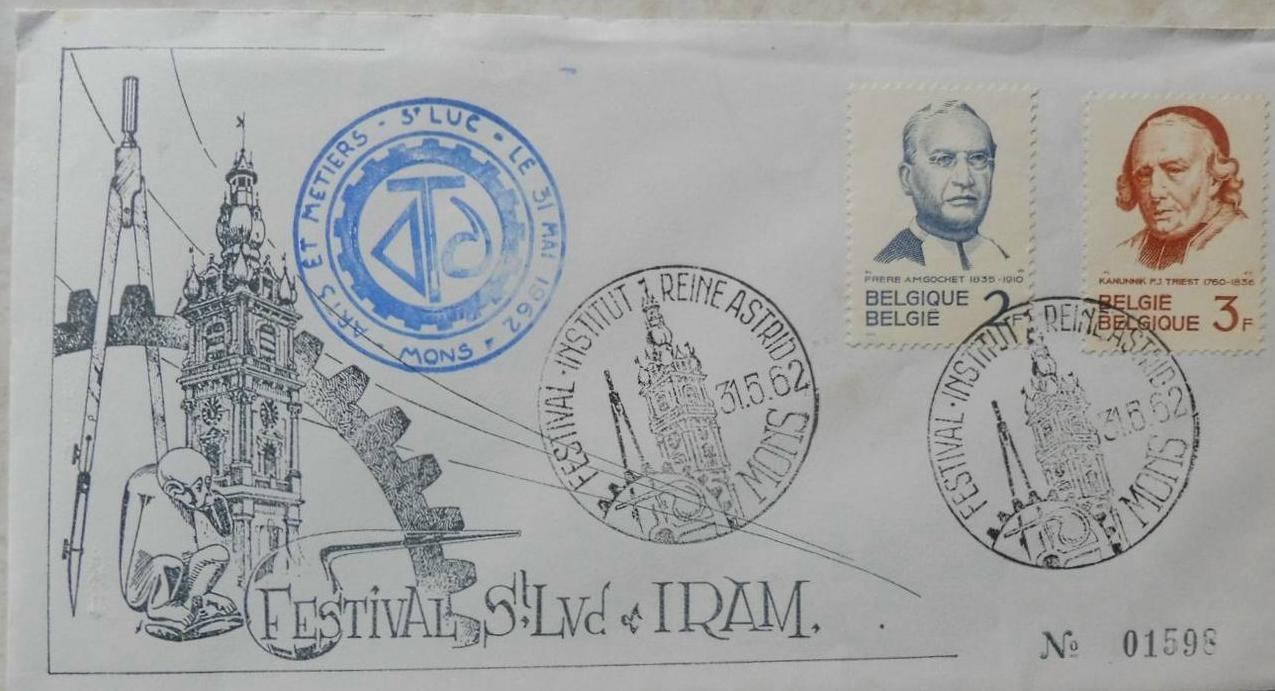 ARTS ET METIERS - St LUC - LE 31 MAI 1962
MONS
FRERE AM.GOCHET 1835-1910
BELGIQUE
BELGIË 2F
KANUNNIK P.J. TRIEST 1760-1836
BELGIE
BELGIQUE 3F
FESTIVAL-INSTITUT REINE ASTRID
31.5.62
MONS
FESTIVAL-INSTITUT REINE ASTRID
31.5.62
MONS
FESTIVAL St. Lvd & IRAM.
No 01598